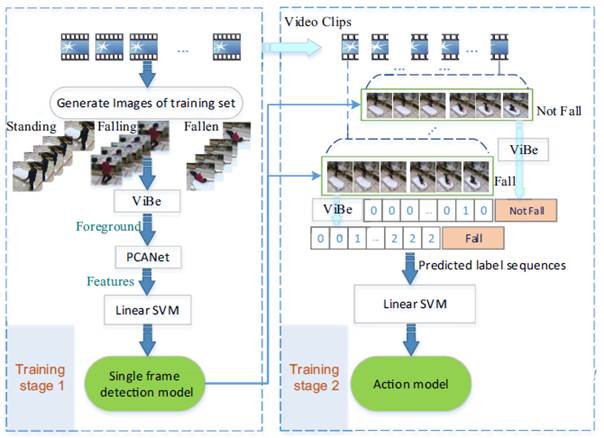 Video Clips
...
Generate Images of training set
Standing
Falling
Fallen
ViBe
Foreground
PCANet
Features
Linear SVM
Training
stage 1
Single frame
detection model
...
...
...
Not Fall
ViBe
...
Fall
ViBe
0 0 0 ... 0 1 0 Not Fall
0 0 1 ... 2 2 2 Fall
Predicted label sequences
Linear SVM
Training
stage 2
Action model